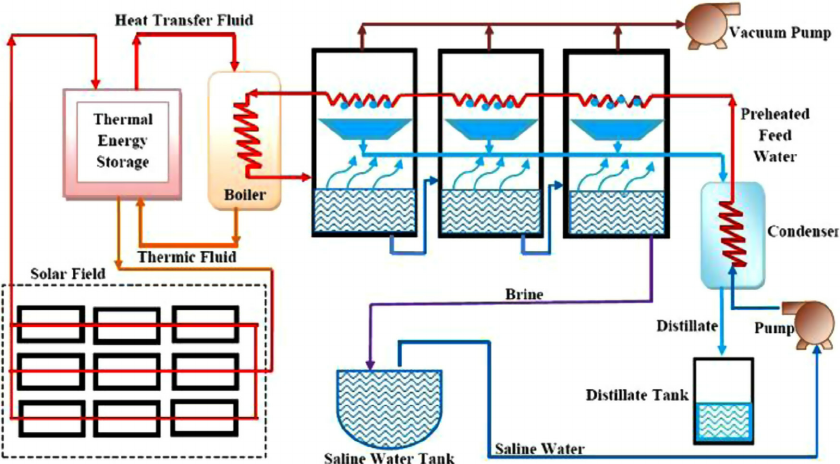 Heat Transfer Fluid
Vacuum Pump
Thermal
Energy
Storage
Preheated
Feed
Water
Boiler
Condenser
Thermic Fluid
Solar Field
Brine
Distillate
Pump
Distillate Tank
Saline Water Tank
Saline Water